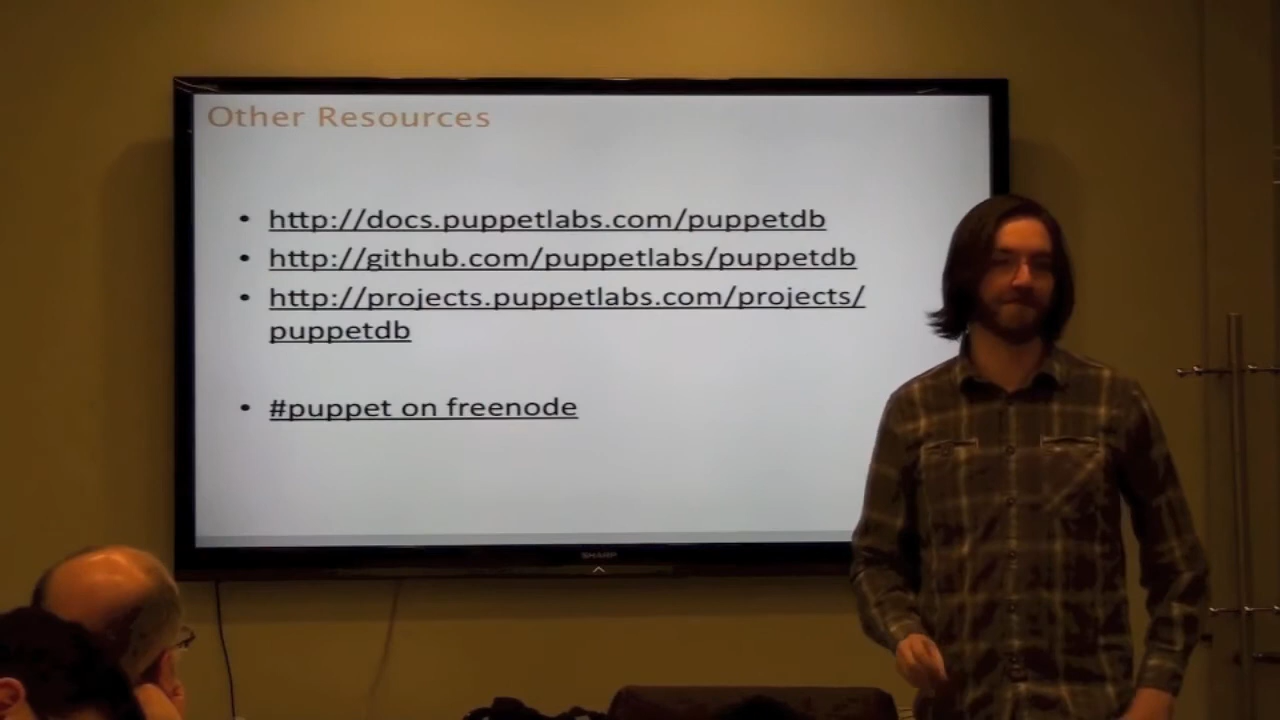 Other Resources
• http://docs.puppetlabs.com/puppetdb
• http://github.com/puppetlabs/puppetdb
• http://projects.puppetlabs.com/projects/
puppetdb
• #puppet on freenode
SHARP